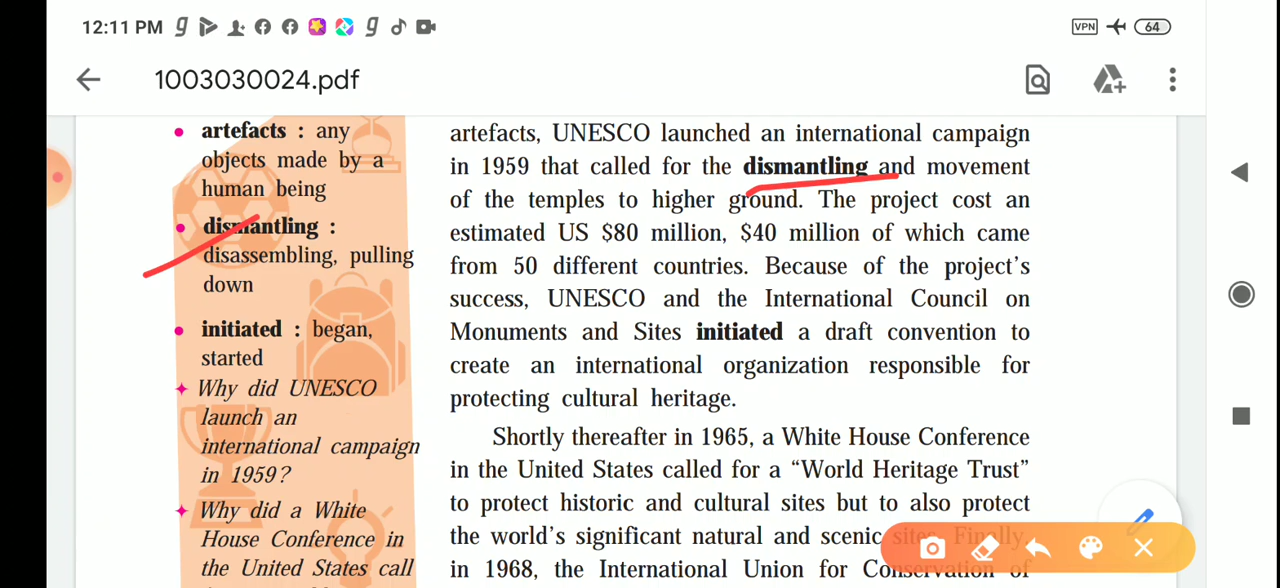 12:11 PM
VPN
64
1003030024.pdf
artefacts : any
objects made by a
human being
dismantling :
disassembling, pulling
down
initiated : began,
started
Why did UNESCO
launch an
international campaign
in 1959?
Why did a White
House Conference in
the United States call
artefacts, UNESCO launched an international campaign
in 1959 that called for the dismantling and movement
of the temples to higher ground. The project cost an
estimated US $80 million, $40 million of which came
from 50 different countries. Because of the project's
success, UNESCO and the International Council on
Monuments and Sites initiated a draft convention to
create an international organization responsible for
protecting cultural heritage.
Shortly thereafter in 1965, a White House Conference
in the United States called for a “World Heritage Trust”
to protect historic and cultural sites but to also protect
the world's significant natural and scenic sites. Finally,
in 1968, the International Union for Conservation of